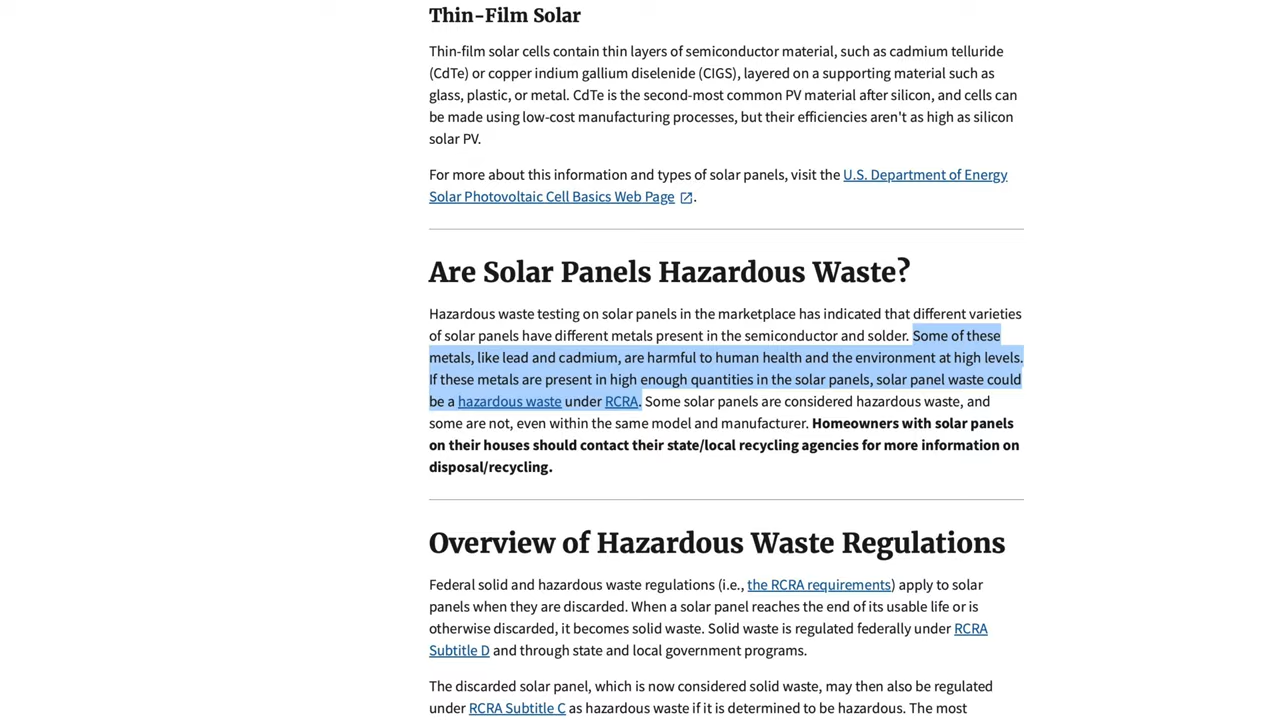 Thin-Film Solar
Thin-film solar cells contain thin layers of semiconductor material, such as cadmium telluride
(CdTe) or copper indium gallium diselenide (CIGS), layered on a supporting material such as
glass, plastic, or metal. CdTe is the second-most common PV material after silicon, and cells can
be made using low-cost manufacturing processes, but their efficiencies aren't as high as silicon
solar PV.
For more about this information and types of solar panels, visit the U.S. Department of Energy
Solar Photovoltaic Cell Basics Web Page.
Are Solar Panels Hazardous Waste?
Hazardous waste testing on solar panels in the marketplace has indicated that different varieties
of solar panels have different metals present in the semiconductor and solder. Some of these
metals, like lead and cadmium, are harmful to human health and the environment at high levels.
If these metals are present in high enough quantities in the solar panels, solar panel waste could
be a hazardous waste under RCRA. Some solar panels are considered hazardous waste, and
some are not, even within the same model and manufacturer. Homeowners with solar panels
on their houses should contact their state/local recycling agencies for more information on
disposal/recycling.
Overview of Hazardous Waste Regulations
Federal solid and hazardous waste regulations (i.e., the RCRA requirements) apply to solar
panels when they are discarded. When a solar panel reaches the end of its usable life or is
otherwise discarded, it becomes solid waste. Solid waste is regulated federally under RCRA
Subtitle D and through state and local government programs.
The discarded solar panel, which is now considered solid waste, may then also be regulated
under RCRA Subtitle C as hazardous waste if it is determined to be hazardous. The most